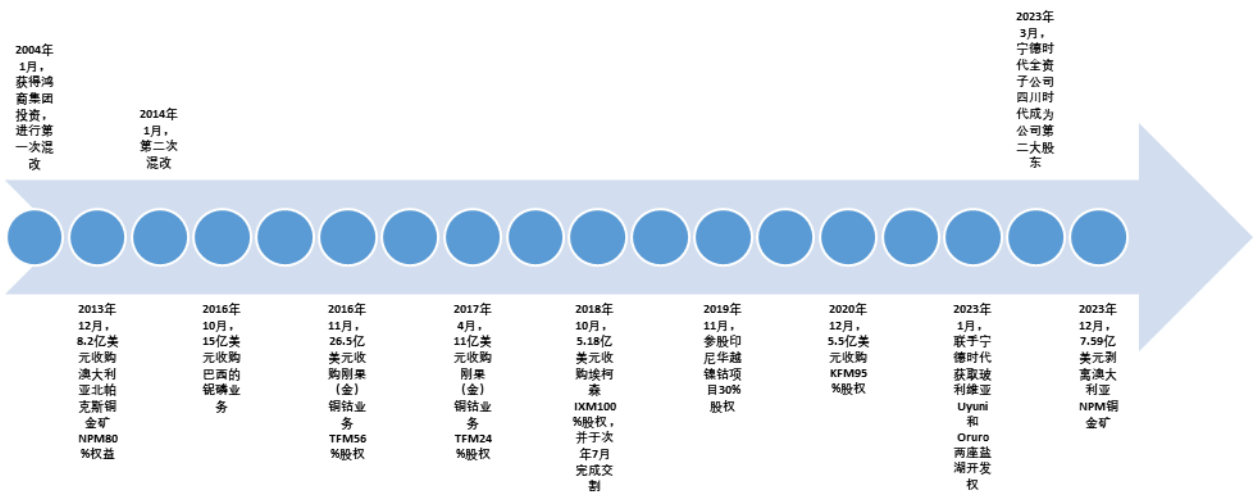 2004年
1月，
获得鸿
商集团
投资，
进行第
一次混
改
2013年
12月，
8.2亿美
元收购
澳大利
亚北帕
克斯铜
金矿
NPM80
%权益
2014年
1月，
第二次
混改
2016年
10月，
15亿美
元收购
巴西的
铌磷业
务
2016年
11月，
26.5亿
美元收
购刚果
（金）
铜钴业
务
TFM56
%股权
2017年
4月，
11亿美
元收购
刚果
（金）
铜钴业
务
TFM24
%股权
2018年
10月，
5.18亿
美元收
购埃柯
森
IXM100
%股权，
并于次
年7月
完成交
割
2019年
11月，
参股印
尼华越
镍钴项
目30%
股权
2020年
12月，
5.5亿美
元收购
KFM95
%股权
2023年
1月，
联手宁
德时代
获取玻
利维亚
Uyuni
和
Oruro
两座盐
湖开发
权
2023年
3月，
宁德时
代全资
子公司
四川时
代成为
公司第
二大股
东
2023年
12月，
7.59亿
美元剥
离澳大
利亚
NPM铜
金矿